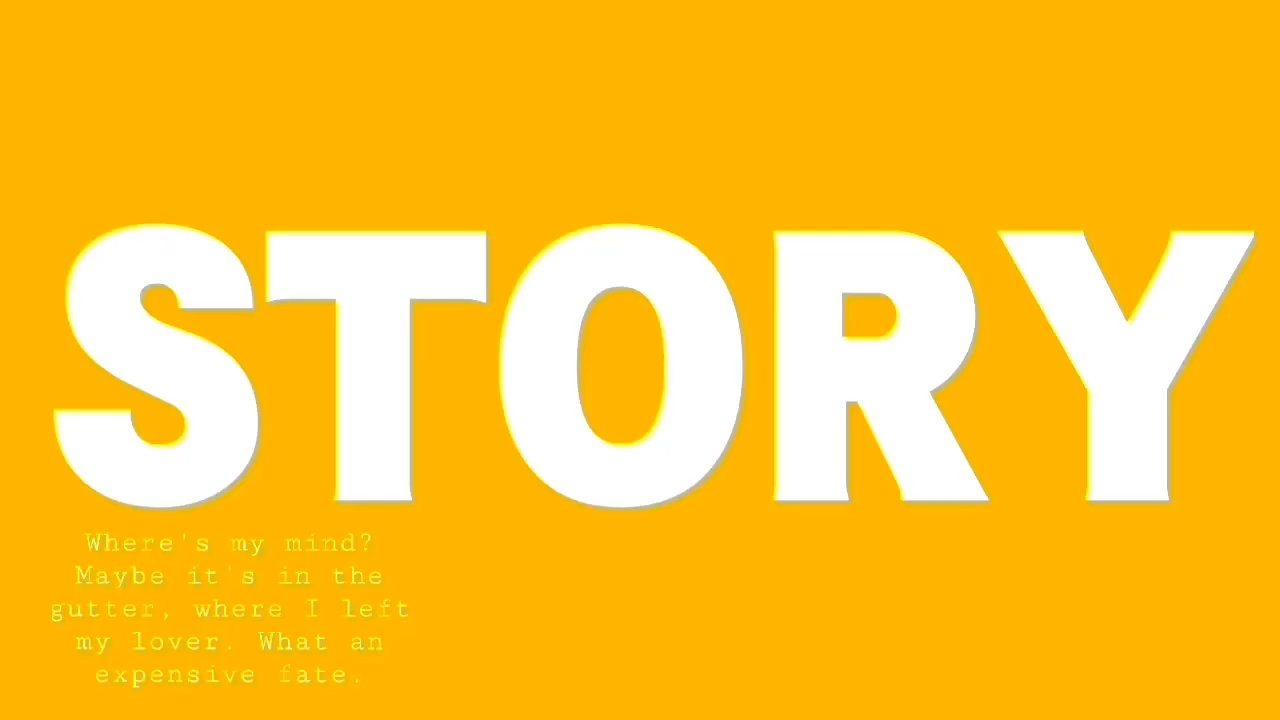 STORY
Where's my mind?
Maybe it's in the
gutter, where I left
my lover. What an
expensive fate.